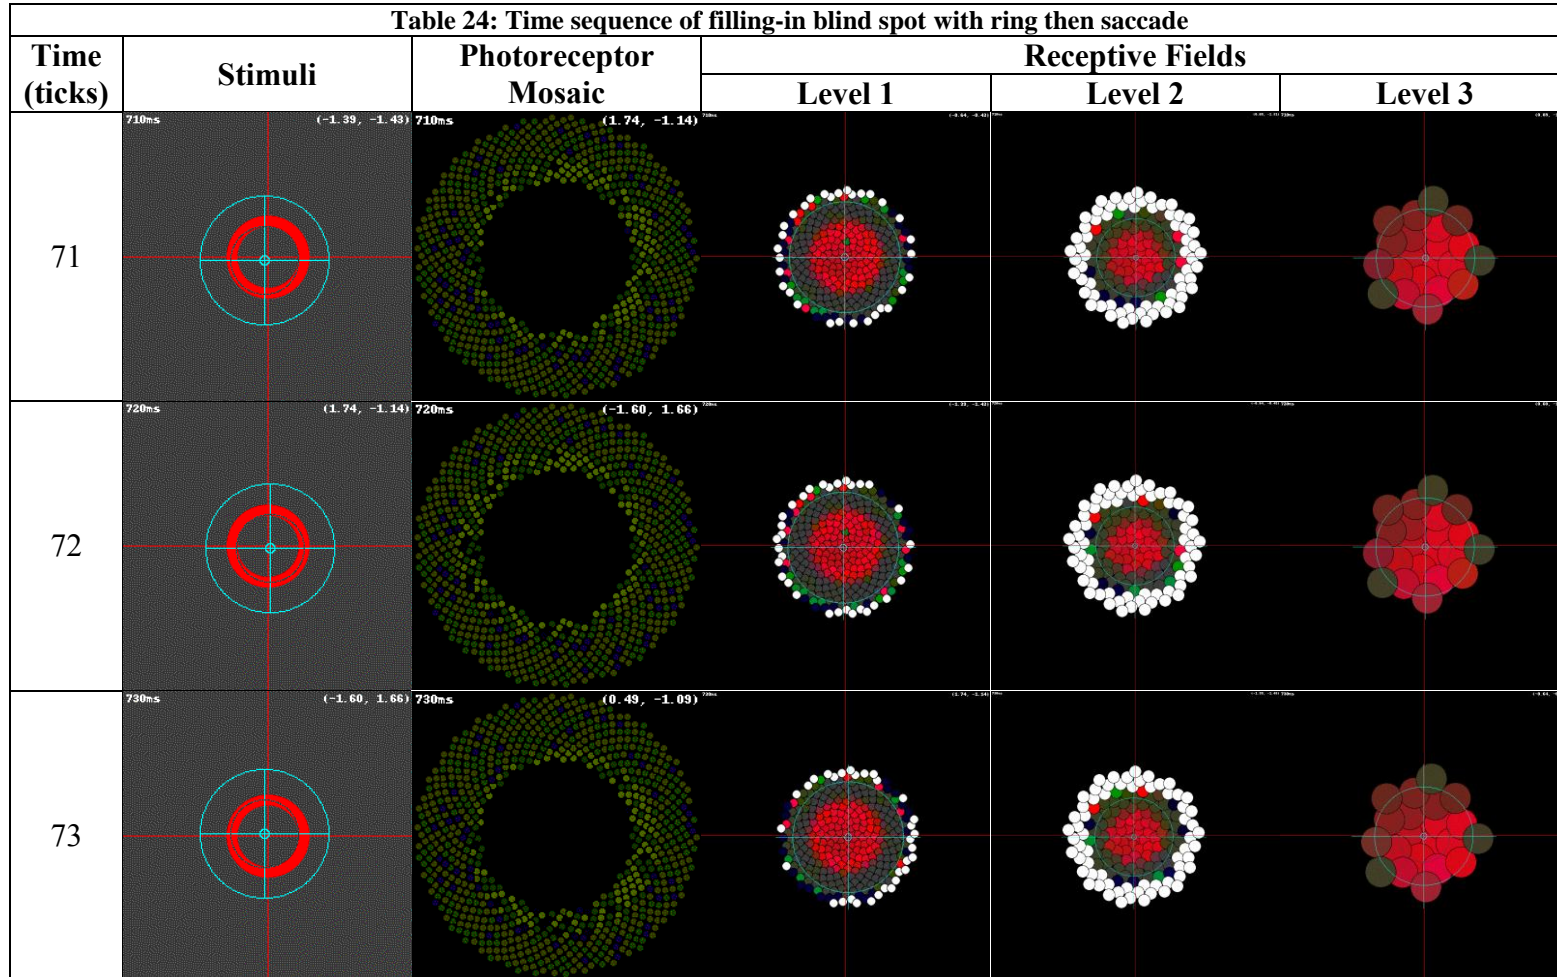 Table 24: Time sequence of filling-in blind spot with ring then saccade
Time (ticks)
Stimuli
Photoreceptor Mosaic
Receptive Fields
Level 1
Level 2
Level 3
71
710ms (-1.39, -1.43)
710ms (1.74, -1.14)
72
720ms (1.74, -1.14)
720ms (-1.60, 1.66)
73
730ms (-1.60, 1.66)
730ms (0.49, -1.09)